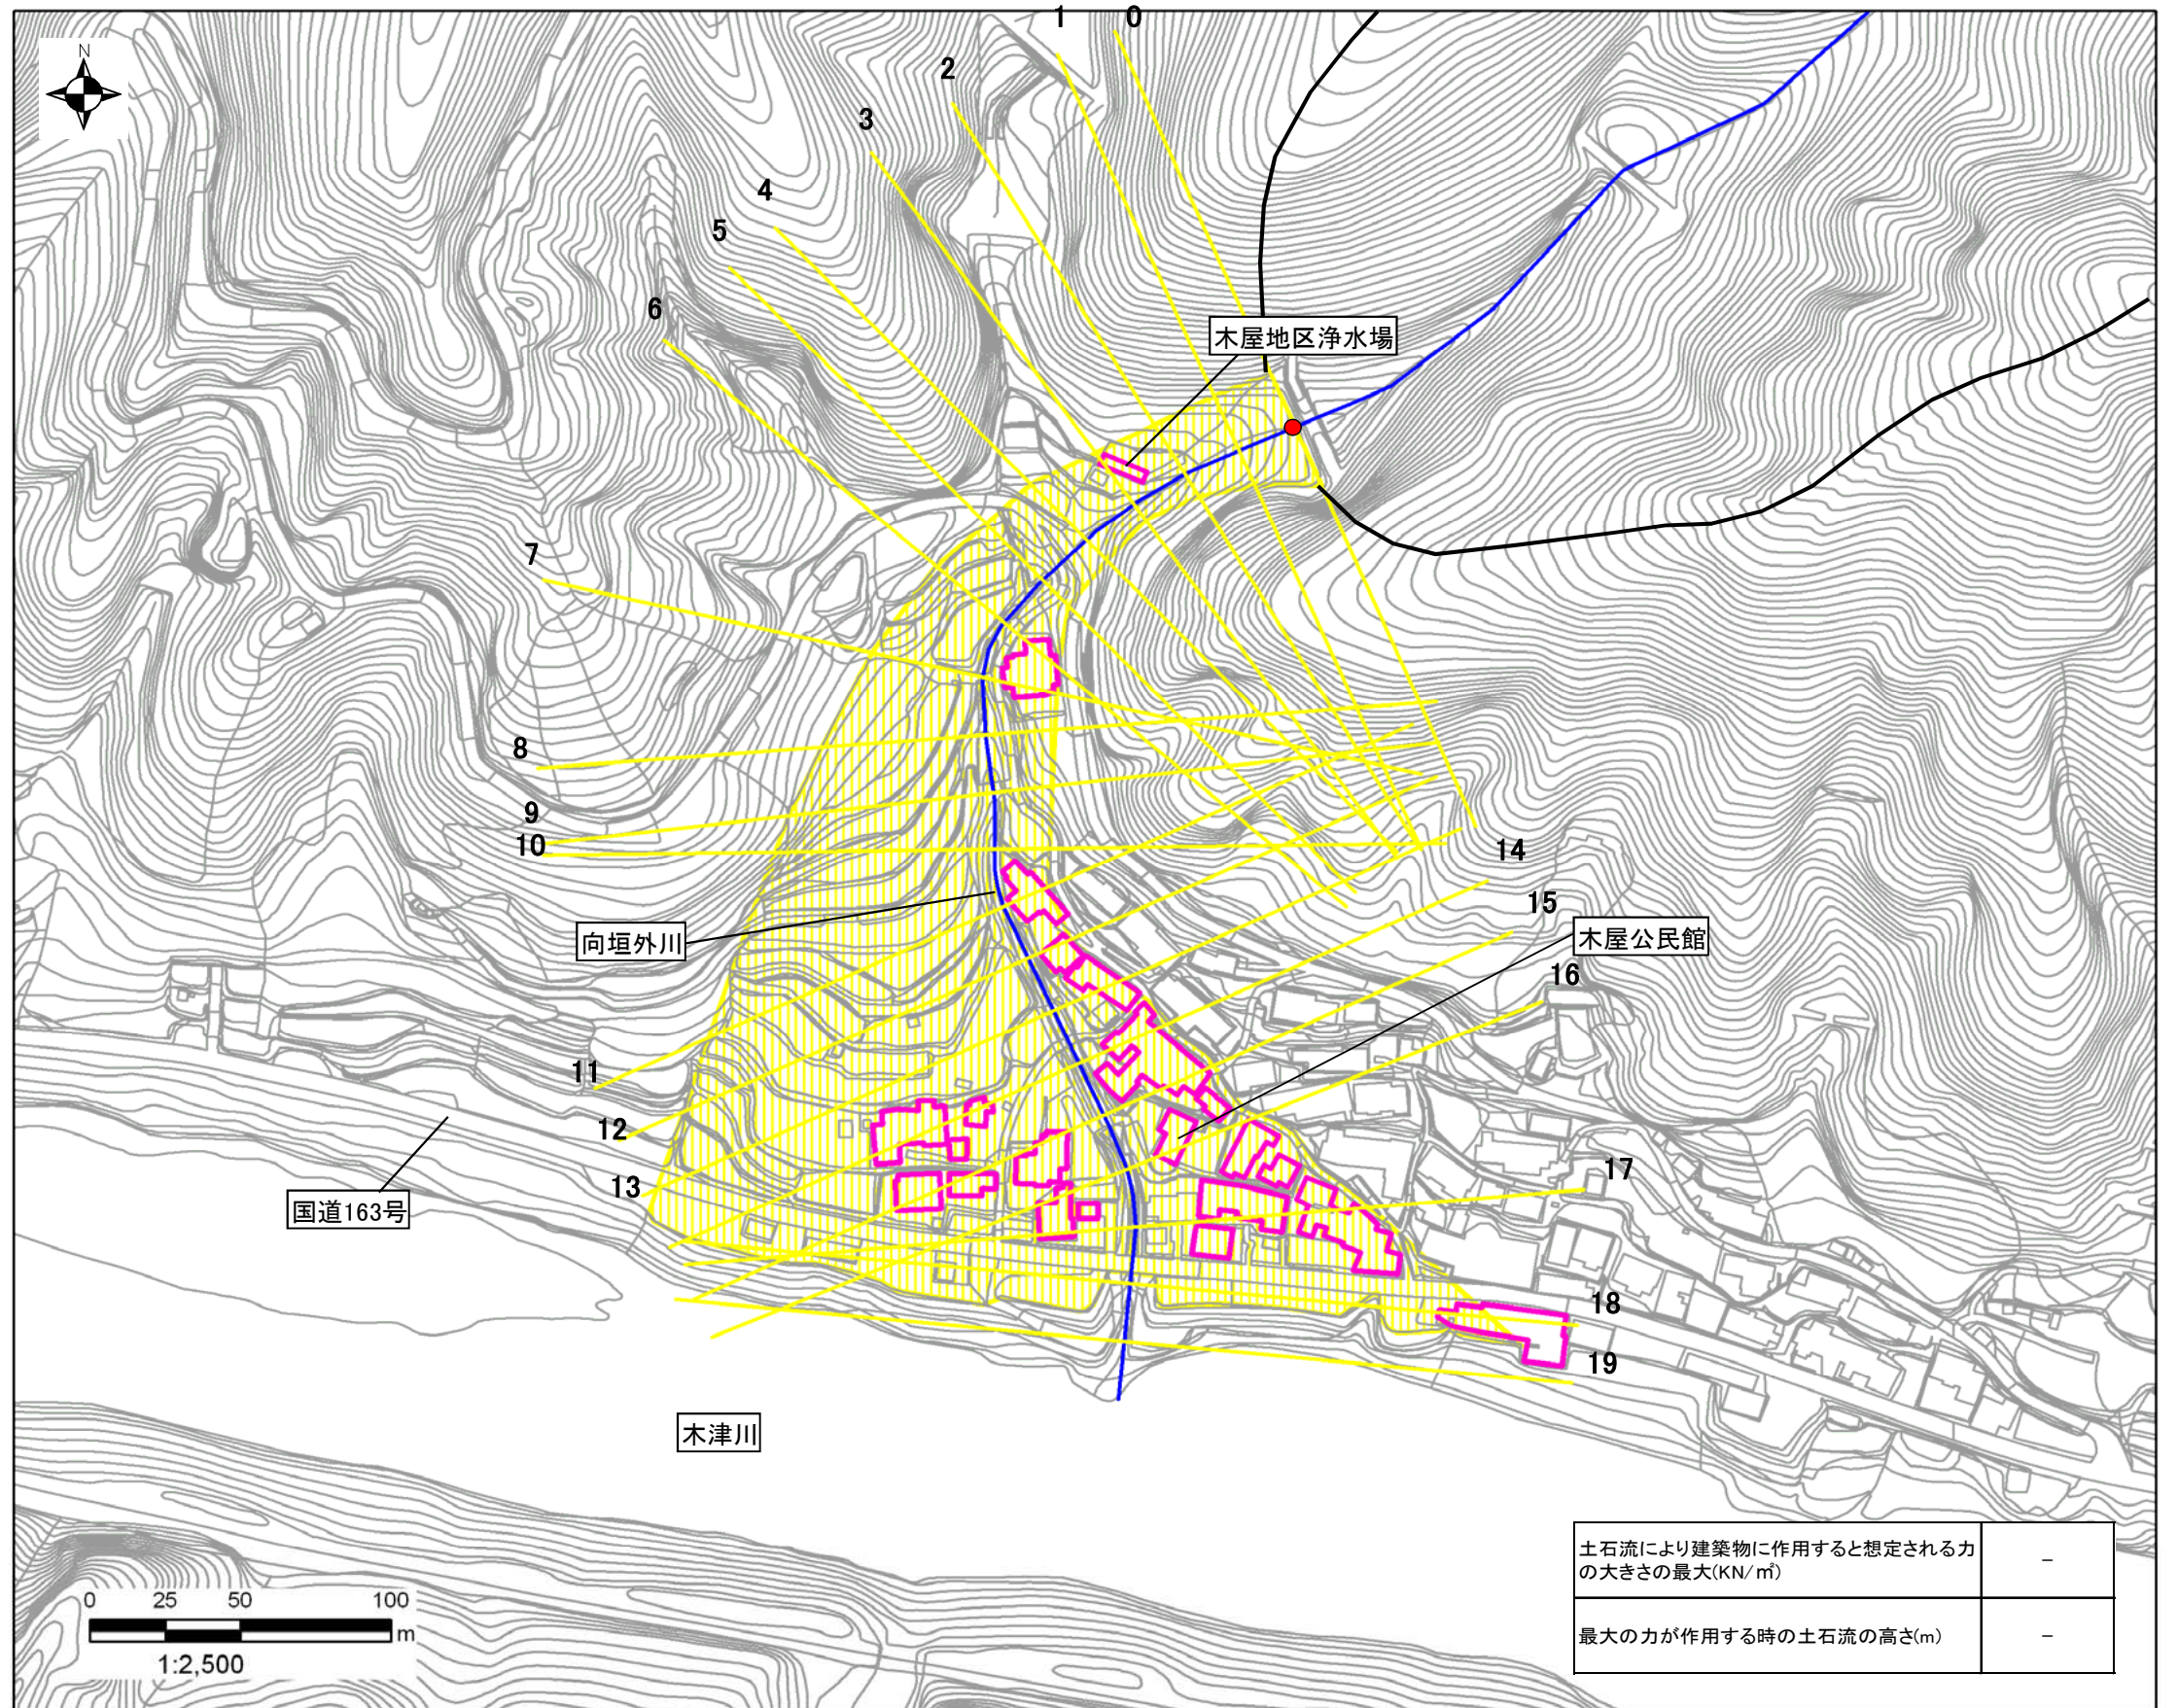 N
0
1
2
3
4
5
6
木屋地区浄水場
7
8
9
10
14
15
向垣外川
木屋公民館
16
11
12
13
17
国道163号
18
19
木津川
土石流により建築物に作用すると想定される力
の大きさの最大(KN/㎡)
−
最大の力が作用する時の土石流の高さ(m)
−
0 25 50 100
m
1:2,500